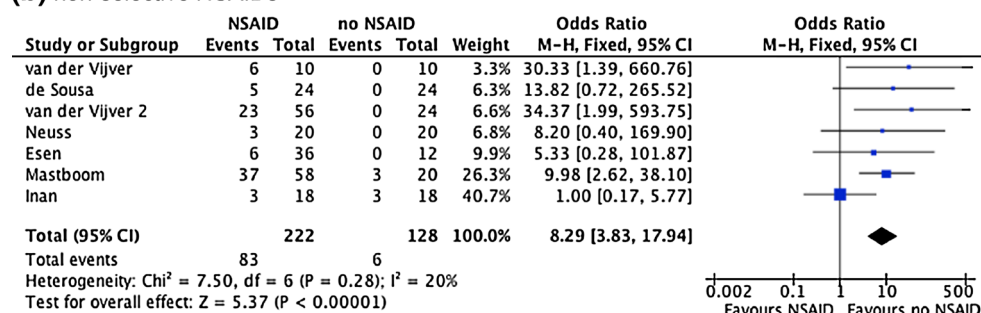 NSAID no NSAID Odds Ratio Odds Ratio
Study or Subgroup Events Total Events Total Weight M-H, Fixed, 95% CI M-H, Fixed, 95% CI
van der Vijver 6 10 0 10 3.3% 30.33 [1.39, 660.76]
de Sousa 5 24 0 24 6.3% 13.82 [0.72, 265.52]
van der Vijver 2 23 56 0 24 6.6% 34.37 [1.99, 593.75]
Neuss 3 20 0 20 6.8% 8.20 [0.40, 169.90]
Esen 6 36 0 12 9.9% 5.33 [0.28, 101.87]
Mastboom 37 58 3 20 26.3% 9.98 [2.62, 38.10]
Inan 3 18 3 18 40.7% 1.00 [0.17, 5.77]
Total (95% CI) 222 128 100.0% 8.29 [3.83, 17.94]
Total events 83 6
Heterogeneity: Chi² = 7.50, df = 6 (P = 0.28); I² = 20%
Test for overall effect: Z = 5.37 (P < 0.00001)
0.002 0.1 1 10 500
Favours NSAID Favours no NSAID